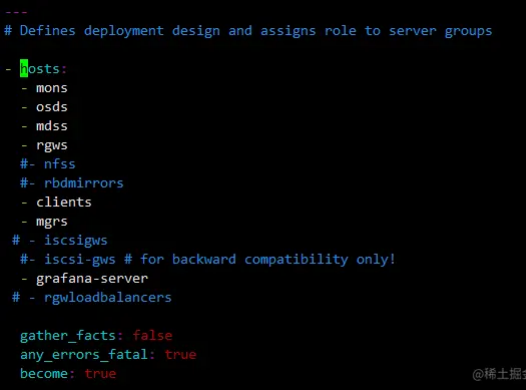 ---
# Defines deployment design and assigns role to server groups
- hosts:
- mons
- osds
- mdss
- rgws
#- nfss
#- rbdmirrors
- clients
- mgrs
# - iscsigws
#- iscsi-gws # for backward compatibility only!
- grafana-server
# - rgwloadbalancers
gather_facts: false
any_errors_fatal: true
become: true
@稀土掘金